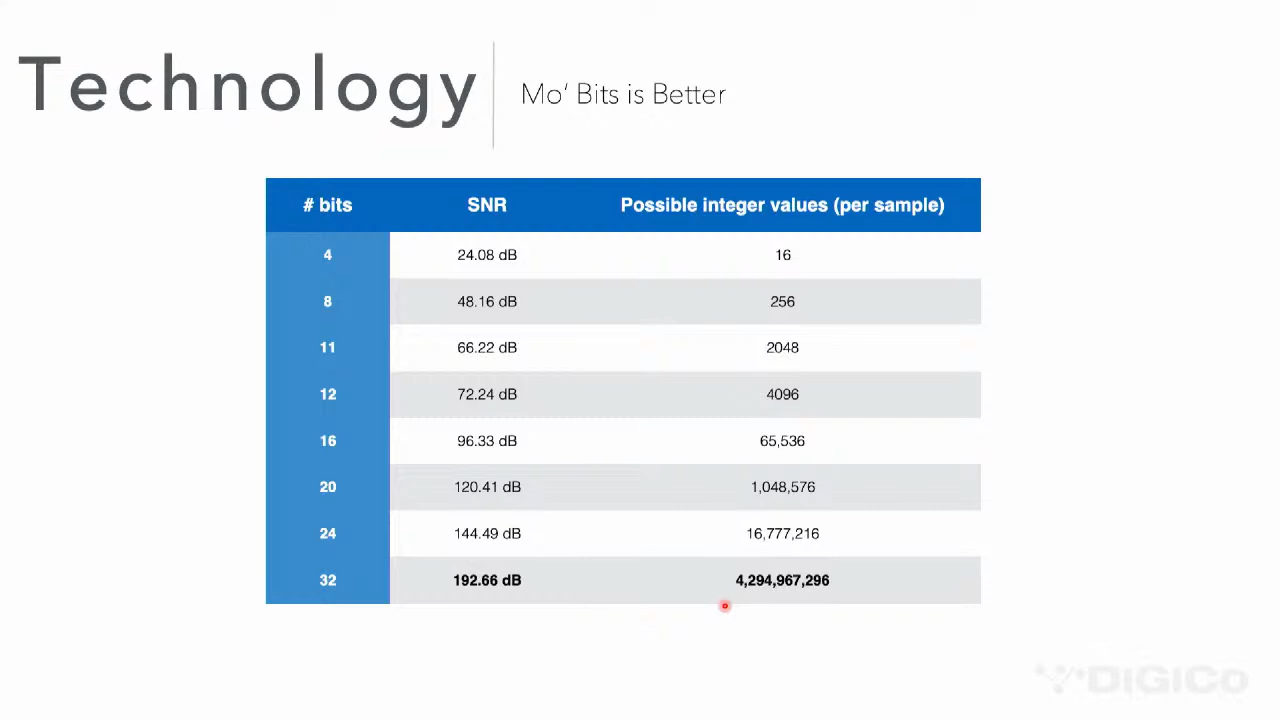 Technology
Mo‘ Bits is Better
# bits SNR Possible integer values (per sample)
4 24.08 dB 16
8 48.16 dB 256
11 66.22 dB 2048
12 72.24 dB 4096
16 96.33 dB 65,536
20 120.41 dB 1,048,576
24 144.49 dB 16,777,216
32 192.66 dB 4,294,967,296
DiGiCo